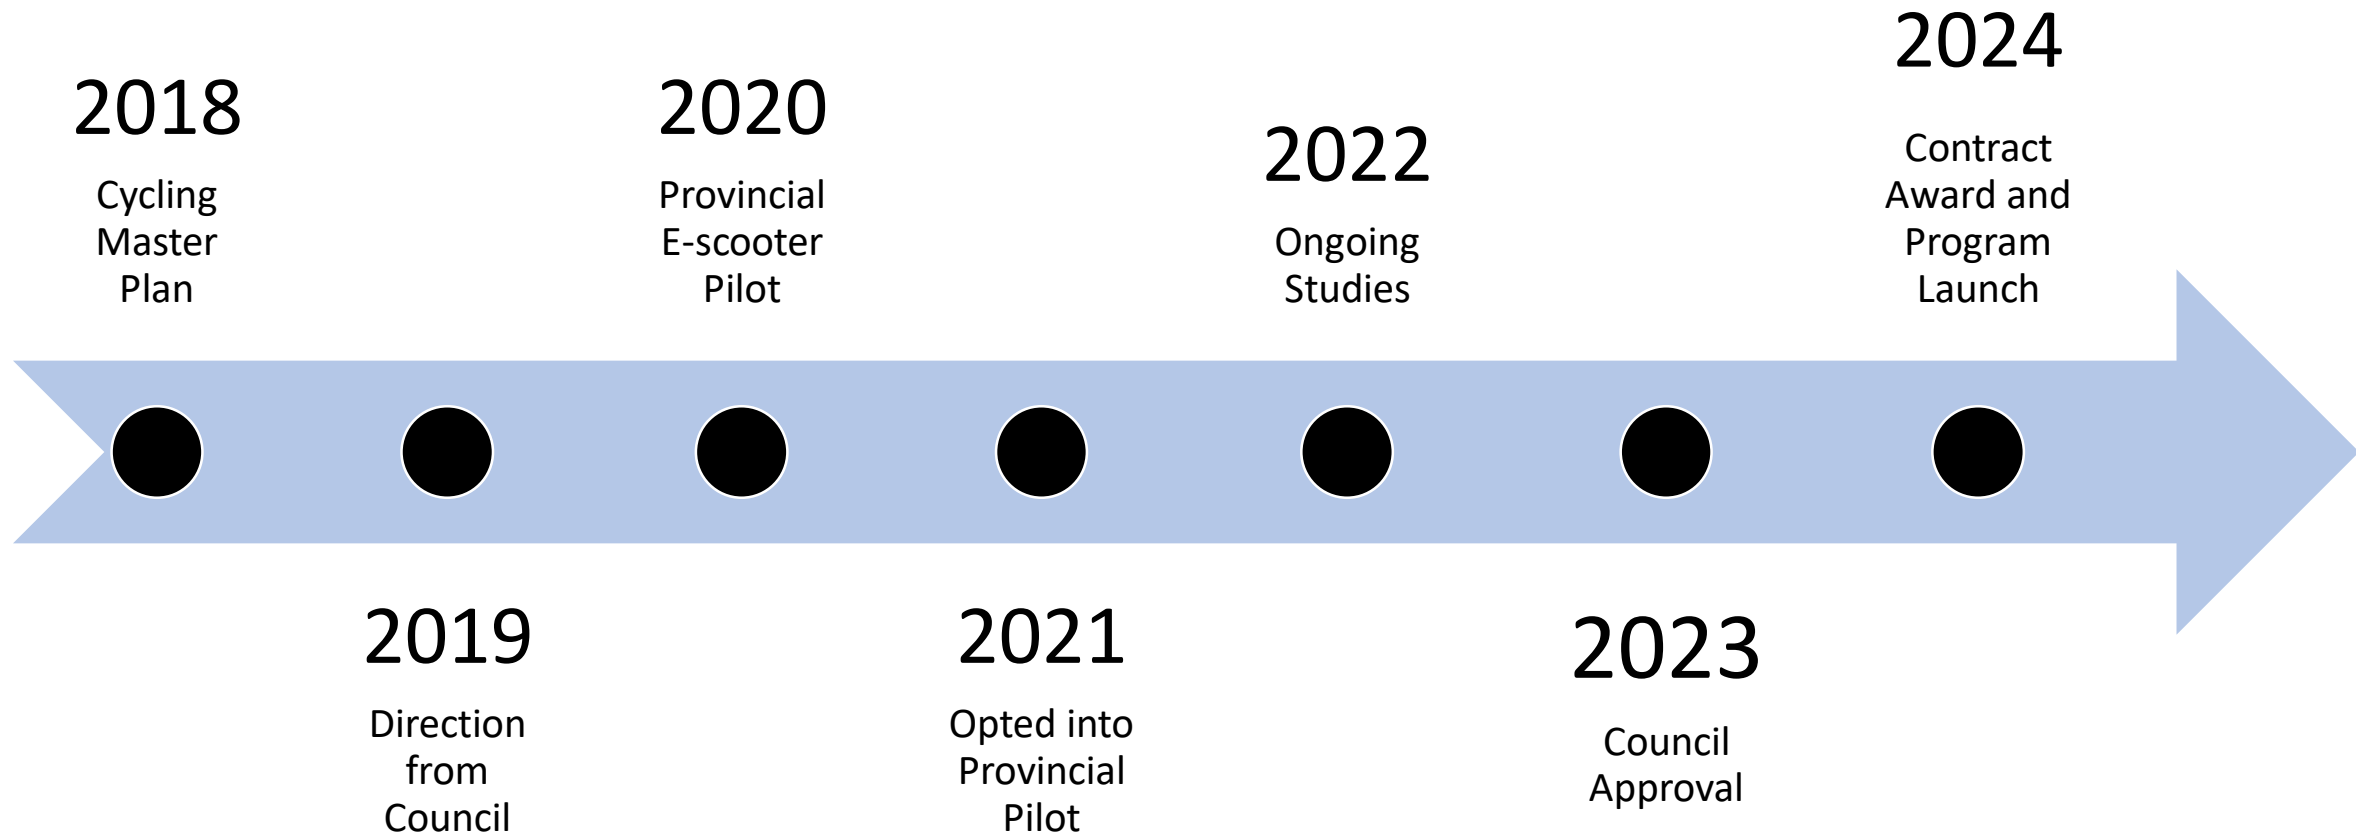 2018
Cycling
Master
Plan
2019
Direction
from
Council
2020
Provincial
E-scooter
Pilot
2021
Opted into
Provincial
Pilot
2022
Ongoing
Studies
2023
Council
Approval
2024
Contract
Award and
Program
Launch